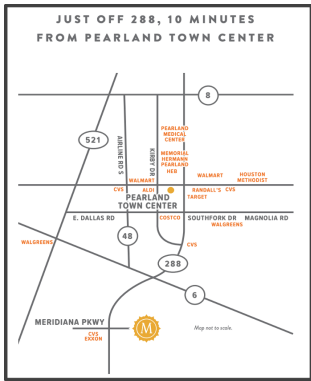 JUST OFF 288, 10 MINUTES
FROM PEARLAND TOWN CENTER
8
521
AIRLINE RD S
KIRBY DR
PEARLAND
MEDICAL
CENTER
MEMORIAL
HERMANN
PEARLAND
HEB
WALMART
HOUSTON
METHODIST
WALMART
CVS
ALDI
RANDALL'S
CVS
PEARLAND
TOWN CENTER
TARGET
E. DALLAS RD
COSTCO
SOUTHFORK DR
MAGNOLIA RD
WALGREENS
48
WALGREENS
CVS
288
6
MERIDIANA PKWY
M
Map not to scale.
CVS
EXXON